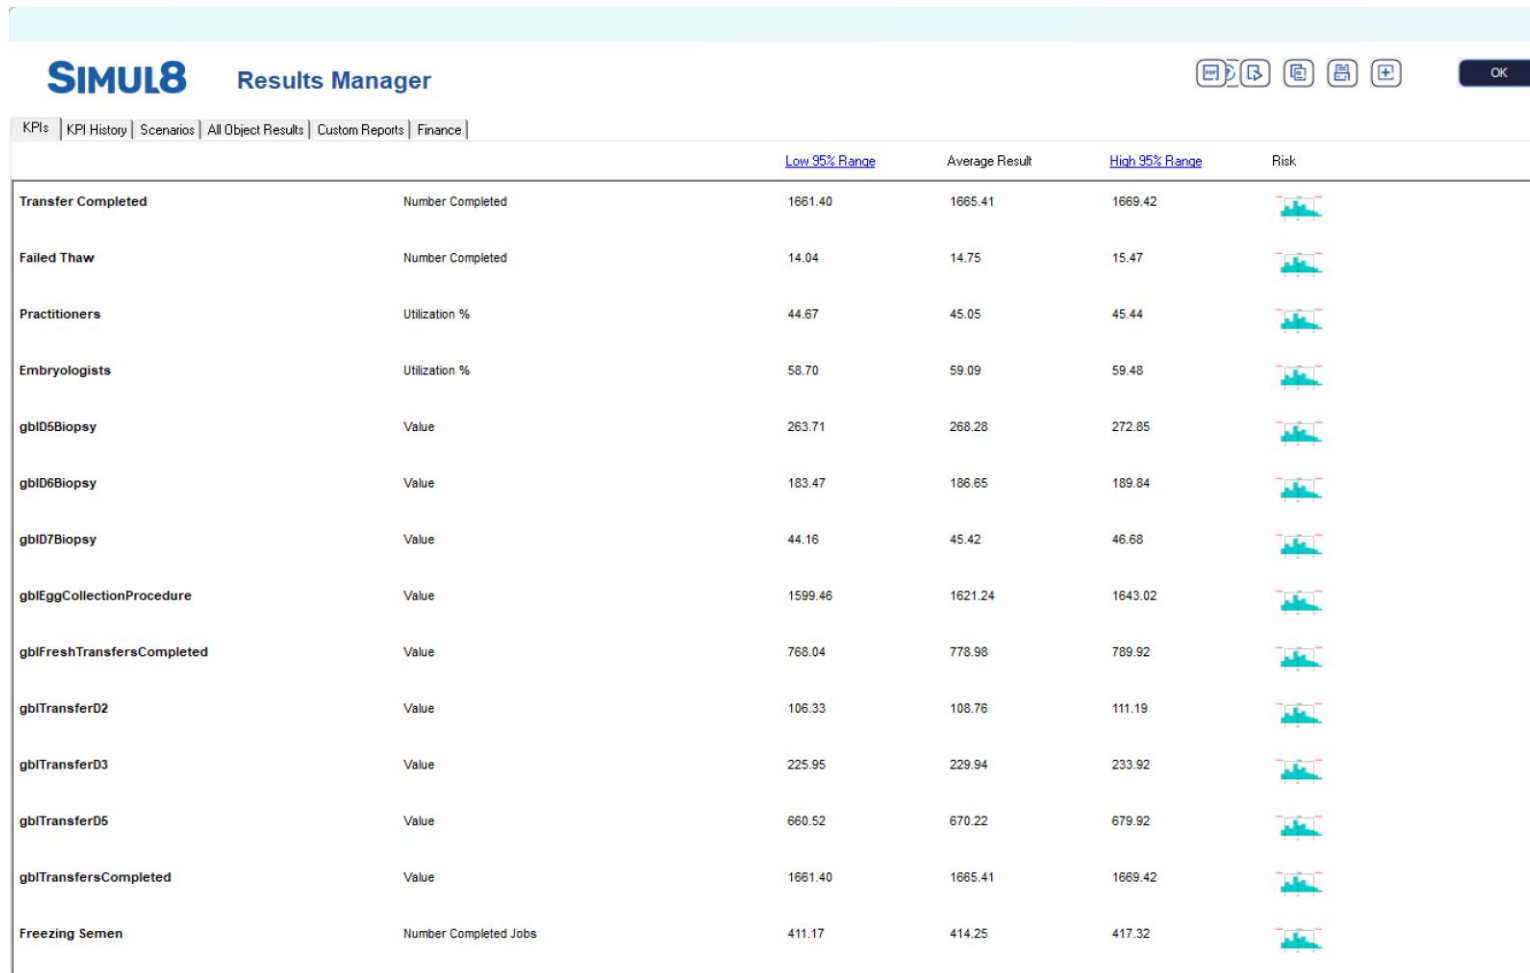 SIMUL8 Results Manager OK
KPIs KPI History Scenarios All Object Results Custom Reports Finance
Low 95% Range Average Result High 95% Range Risk
Transfer Completed Number Completed 1661.40 1665.41 1669.42
Failed Thaw Number Completed 14.04 14.75 15.47
Practitioners Utilization % 44.67 45.05 45.44
Embryologists Utilization % 58.70 59.09 59.48
gblD5Biopsy Value 263.71 268.28 272.85
gblD6Biopsy Value 183.47 186.65 189.84
gblD7Biopsy Value 44.16 45.42 46.68
gblEggCollectionProcedure Value 1599.46 1621.24 1643.02
gblFreshTransfersCompleted Value 768.04 778.98 789.92
gblTransferD2 Value 106.33 108.76 111.19
gblTransferD3 Value 225.95 229.94 233.92
gblTransferD5 Value 660.52 670.22 679.92
gblTransfersCompleted Value 1661.40 1665.41 1669.42
Freezing Semen Number Completed Jobs 411.17 414.25 417.32